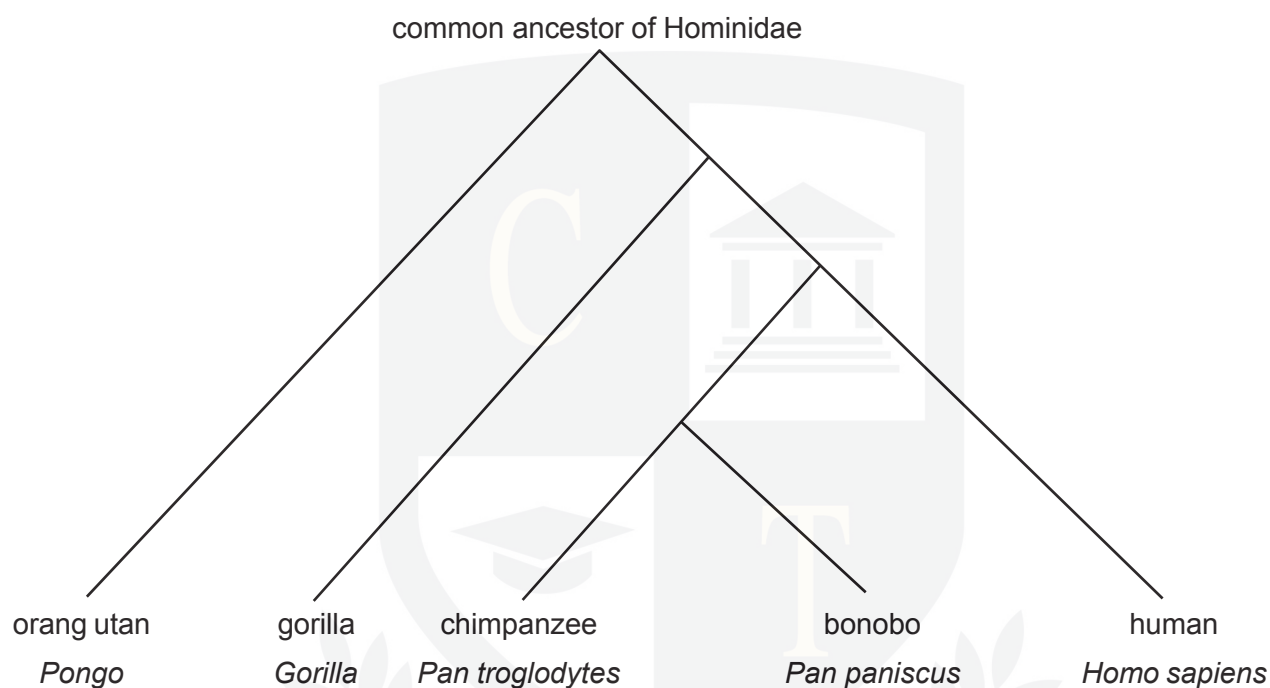 common ancestor of Hominidae
C
T
orang utan gorilla chimpanzee bonobo human
Pongo Gorilla Pan troglodytes Pan paniscus Homo sapiens